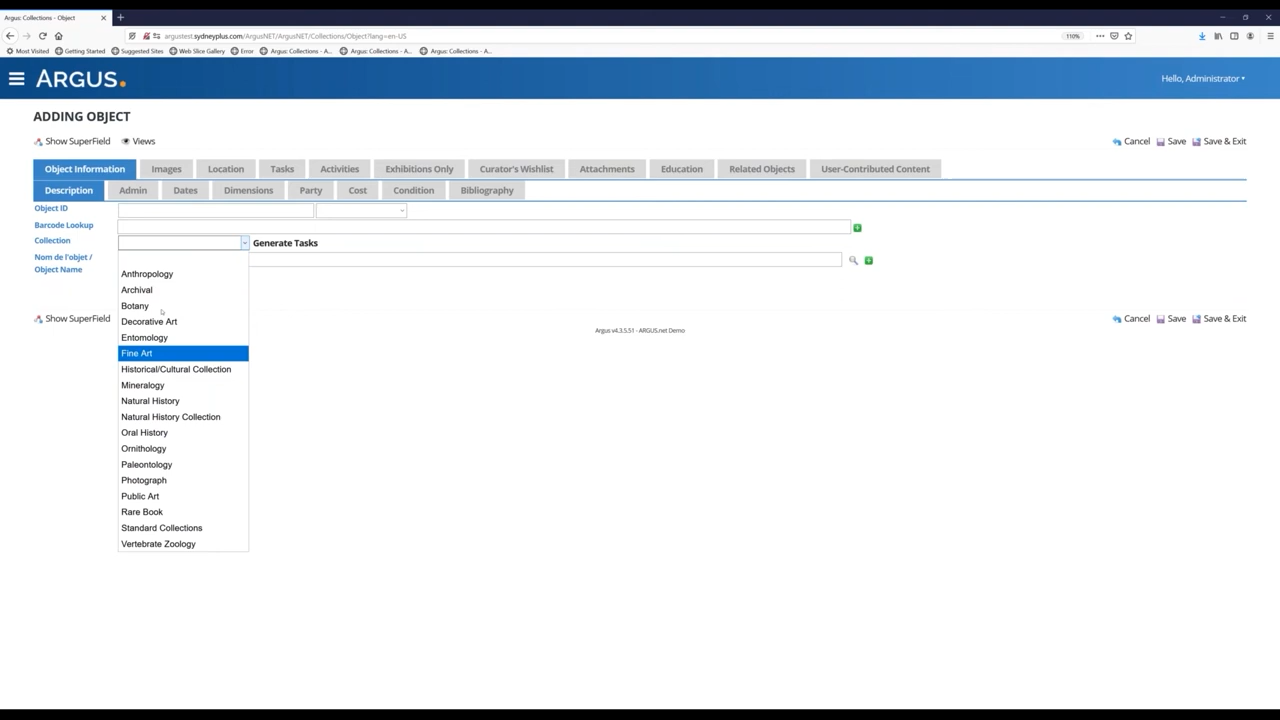 Argus: Collections - Object
argustest.sydneyplus.com/ArgusNET/ArgusNET/Collections/Object?lang=en-US
110%
Most Visited Getting Started Suggested Sites Web Slice Gallery Error Argus: Collections - A... Argus: Collections - A... Argus: Collections - A...
ARGUS.
Hello, Administrator
ADDING OBJECT
Show SuperField Views Cancel Save Save & Exit
Object Information Images Location Tasks Activities Exhibitions Only Curator's Wishlist Attachments Education Related Objects User-Contributed Content
Description Admin Dates Dimensions Party Cost Condition Bibliography
Object ID
Barcode Lookup
Collection Generate Tasks
Nom de l'objet /
Object Name
Anthropology
Archival
Botany
Decorative Art
Entomology
Fine Art
Historical/Cultural Collection
Mineralogy
Natural History
Natural History Collection
Oral History
Ornithology
Paleontology
Photograph
Public Art
Rare Book
Standard Collections
Vertebrate Zoology
Show SuperField Cancel Save Save & Exit
Argus v4.3.5.51 - ARGUS.net Demo